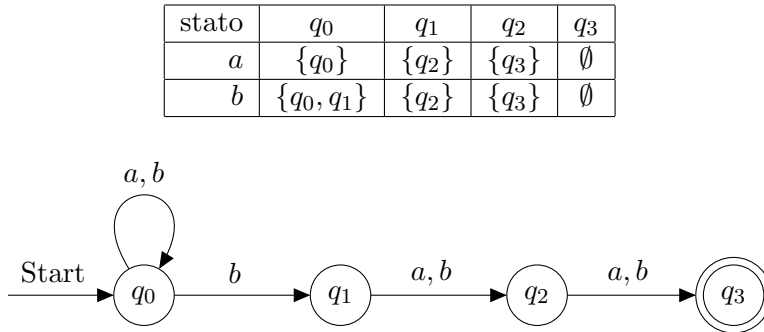 stato q₀ q₁ q₂ q₃
a {q₀} {q₂} {q₃} ∅
b {q₀, q₁} {q₂} {q₃} ∅
a, b
Start q₀ b q₁ a, b q₂ a, b q₃